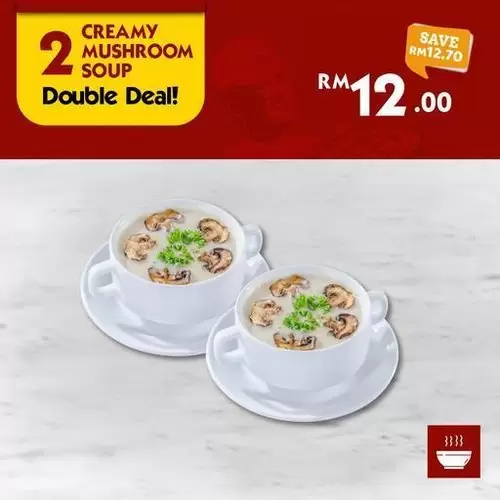 2 CREAMY
MUSHROOM
SOUP
Double Deal!
SAVE
RM12.70
RM12.00